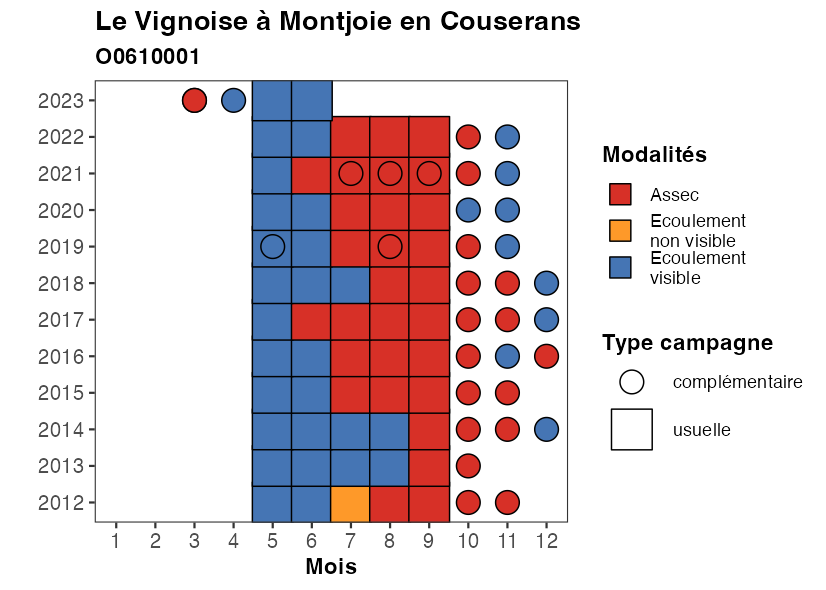 Le Vignoise à Montjoie en Couserans
O0610001
2023
2022
2021
2020
2019
2018
2017
2016
2015
2014
2013
2012
1 2 3 4 5 6 7 8 9 10 11 12
Mois
Modalités
Assec
Ecoulement
non visible
Ecoulement
visible
Type campagne
complémentaire
usuelle